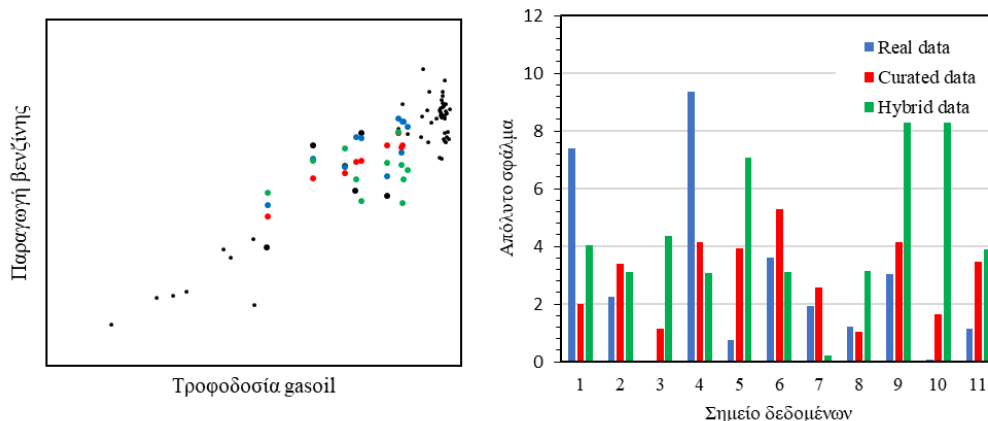 Παραγωγή βενζίνης
Τροφοδοσία gasoil
Απόλυτο σφάλμα
12
10
8
6
4
2
0
Real data
Curated data
Hybrid data
1 2 3 4 5 6 7 8 9 10 11
Σημείο δεδομένων